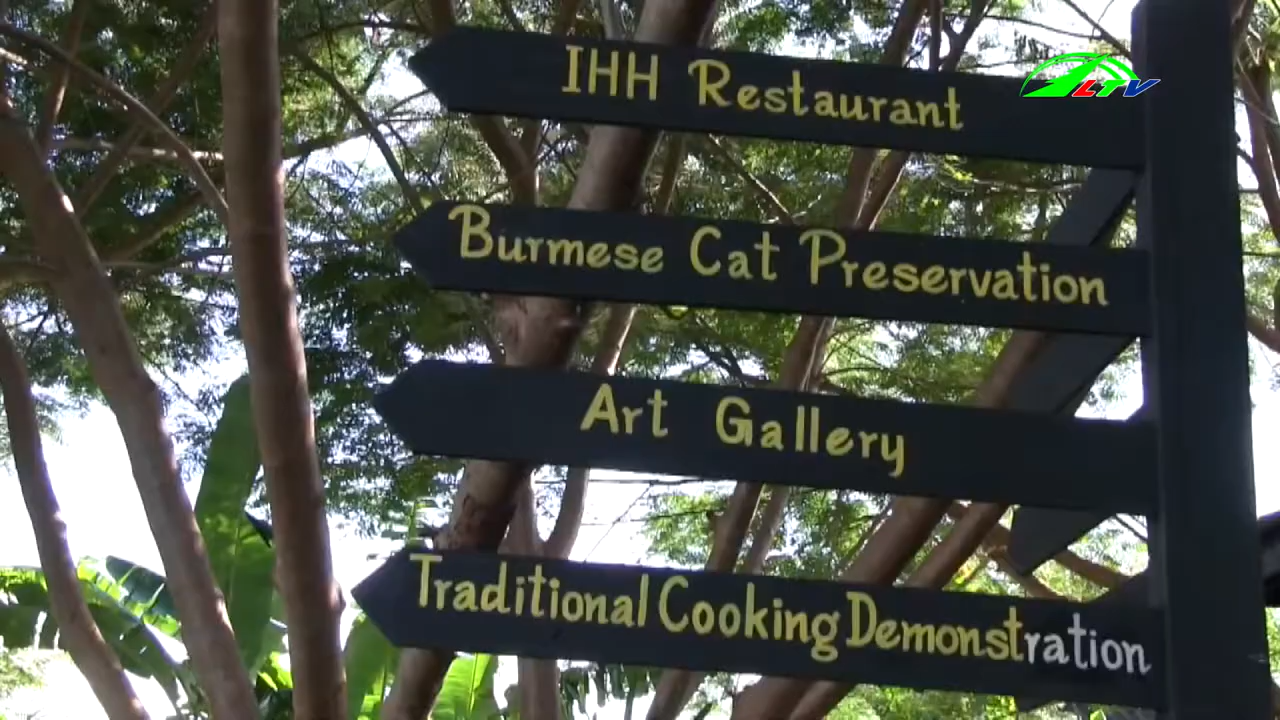 IHH Restaurant
LTV
Burmese Cat Preservation
Art Gallery
Traditional Cooking Demonstration